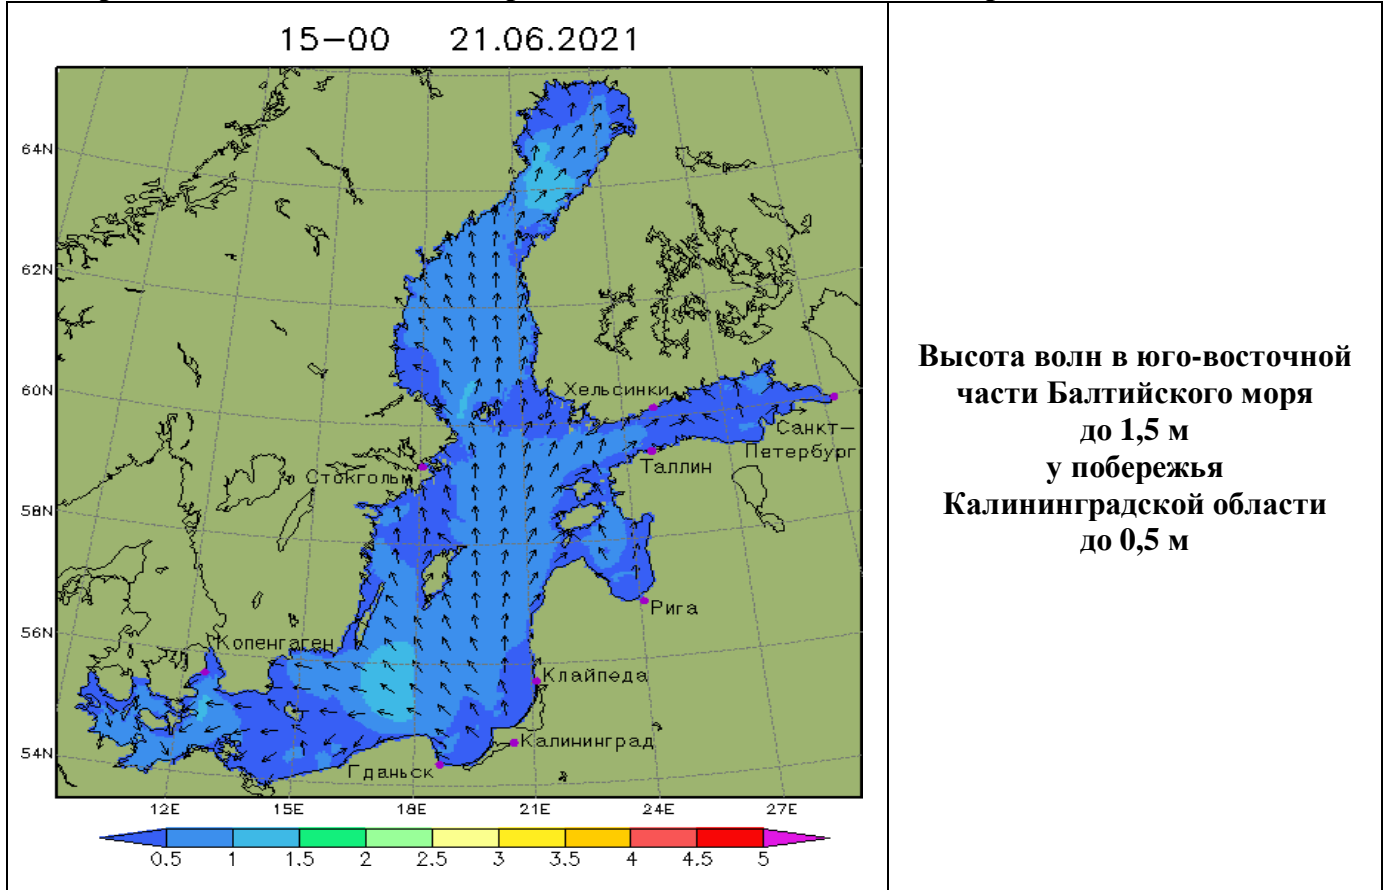 15-00 21.06.2021
64N
62N
60N
58N
56N
54N
Хельсинки
Санкт-
Петербург
Таллин
Стокгольм
Рига
Копенгаген
Клайпеда
Калининград
Гданьск
12E 15E 18E 21E 24E 27E
0.5 1 1.5 2 2.5 3 3.5 4 4.5 5
Высота волн в юго-восточной
части Балтийского моря
до 1,5 м
у побережья
Калининградской области
до 0,5 м